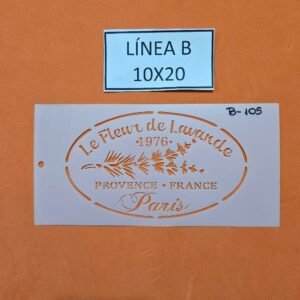 LÍNEA B
10X20
B-105
Le Fleur de Lavande
·1976·
PROVENCE · FRANCE
Paris